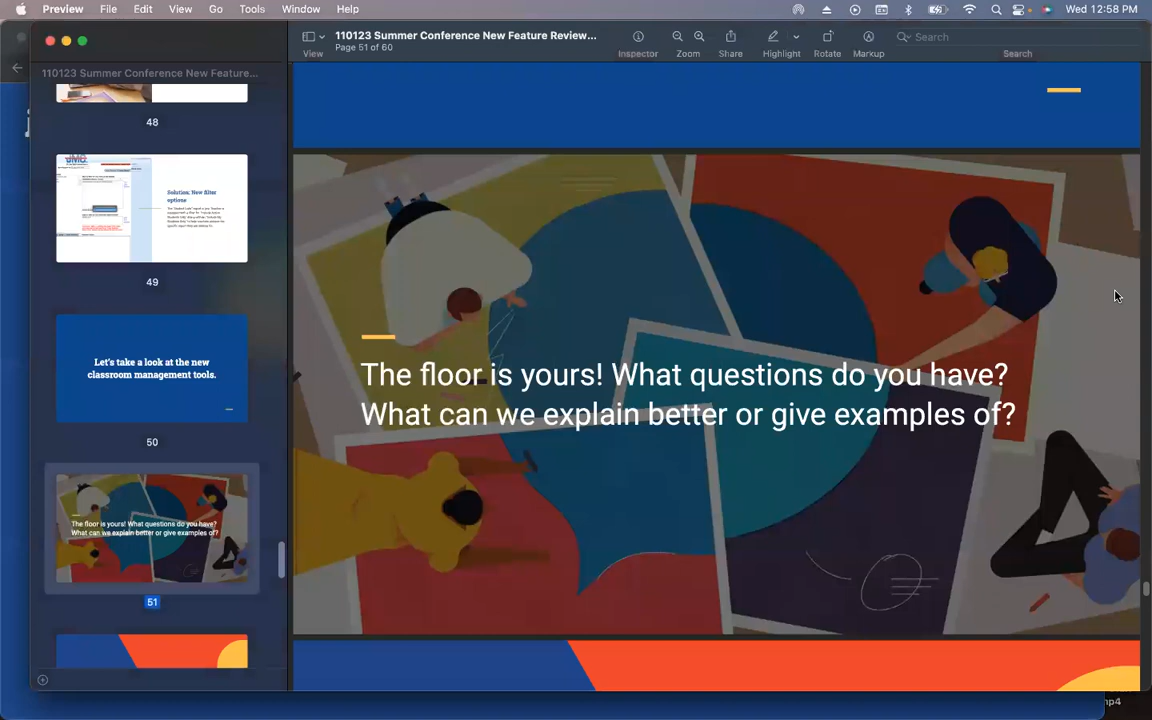 Preview File Edit View Go Tools Window Help Wed 12:58 PM
110123 Summer Conference New Feature Review...
Page 51 of 60
Search
View Inspector Zoom Share Highlight Rotate Markup Search
110123 Summer Conference New Feature...
48
JMC
Solution: New filter
options
49
Let's take a look at the new
classroom management tools.
50
The floor is yours! What questions do you have?
What can we explain better or give examples of?
51
The floor is yours! What questions do you have?
What can we explain better or give examples of?
mp4